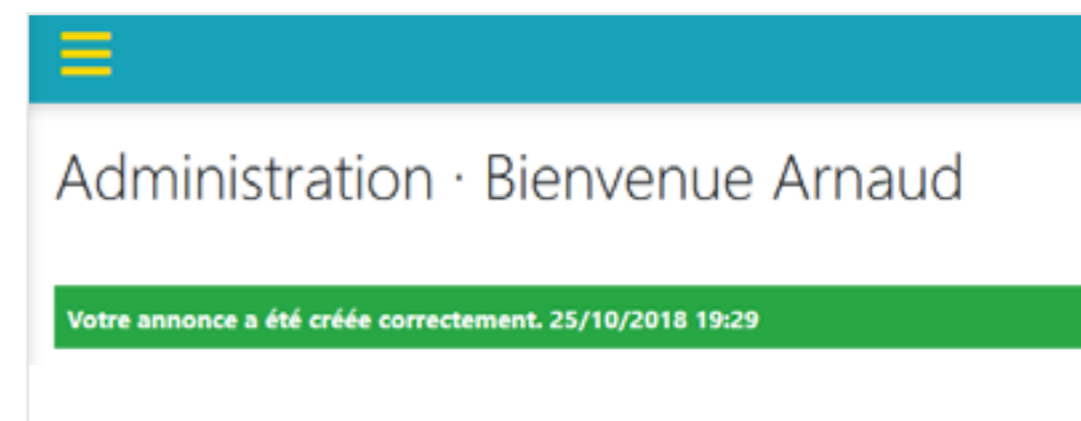 Administration · Bienvenue Arnaud
Votre annonce a été créée correctement. 25/10/2018 19:29